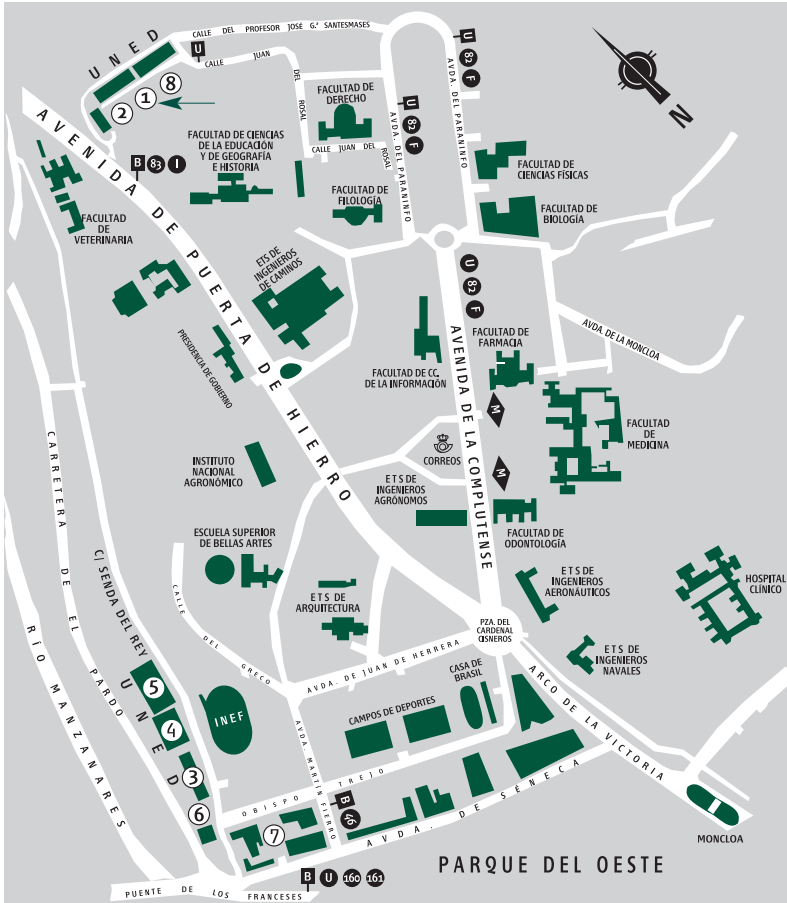 CALLE DEL PROFESOR JOSÉ G.ª SANTESMASES
UNED
U
CALLE JUAN DEL ROSAL
U
82
F
AVDA. DEL PARANINFO
8
1
2
FACULTAD DE
DERECHO
U
82
F
AVDA. DEL PARANINFO
CALLE JUAN DEL ROSAL
N
AVENIDA DE PUERTA DE HIERRO
B 83 I
FACULTAD DE CIENCIAS
DE LA EDUCACIÓN
Y DE GEOGRAFÍA
E HISTORIA
FACULTAD DE
CIENCIAS FÍSICAS
FACULTAD DE
FILOLOGÍA
FACULTAD DE
BIOLOGÍA
FACULTAD
DE
VETERINARIA
ETS DE
INGENIEROS
DE CAMINOS
U
82
F
AVENIDA DE LA COMPLUTENSE
AVDA. DE LA MONCLOA
FACULTAD DE
FARMACIA
PRESIDENCIA DE GOBIERNO
FACULTAD DE CC.
DE LA INFORMACIÓN
M
FACULTAD
DE
MEDICINA
CORREOS
M
INSTITUTO
NACIONAL
AGRONÓMICO
E T S DE
INGENIEROS
AGRÓNOMOS
CARRETERA DE EL PARDO
ESCUELA SUPERIOR
DE BELLAS ARTES
FACULTAD DE
ODONTOLOGÍA
C/ SENDA DEL REY
CALLE DEL GRECO
E T S DE
ARQUITECTURA
E T S DE
INGENIEROS
AERONÁUTICOS
HOSPITAL
CLÍNICO
PZA. DEL
CARDENAL
CISNEROS
RÍO MANZANARES
E T S DE
INGENIEROS
NAVALES
AVDA. DE JUAN DE HERRERA
CASA DE
BRASIL
ARCO DE LA VICTORIA
UNED
5
4
3
6
INEF
CAMPOS DE DEPORTES
AVDA. MARTÍN FIERRO
OBISPO TREJO
B
46
7
AVDA. DE SÉNECA
MONCLOA
PARQUE DEL OESTE
B U 160 161
PUENTE DE LOS FRANCESES